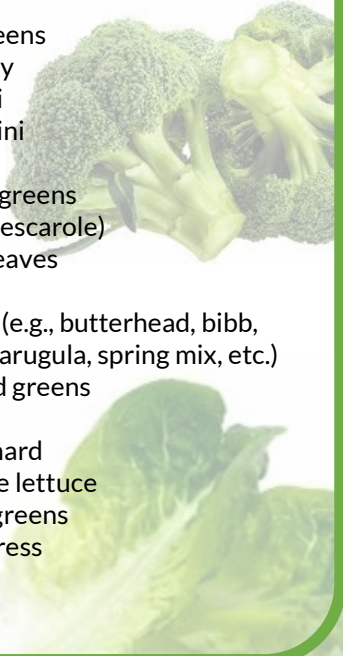 eens
y
i
ini
greens
escarole)
eaves
(e.g., butterhead, bibb,
arugula, spring mix, etc.)
d greens
hard
e lettuce
greens
ress